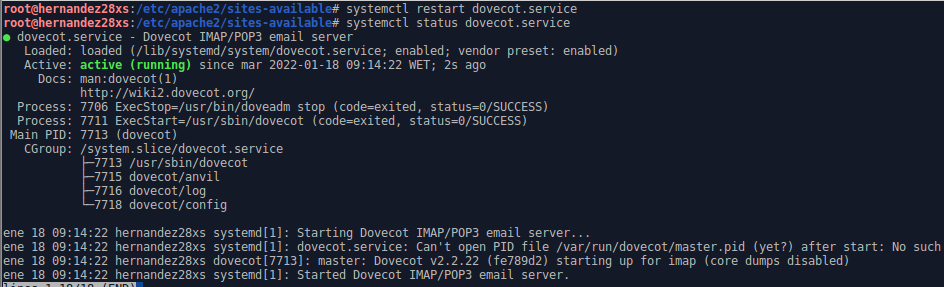 root@hernandez28xs:/etc/apache2/sites-available# systemctl restart dovecot.service
root@hernandez28xs:/etc/apache2/sites-available# systemctl status dovecot.service
● dovecot.service - Dovecot IMAP/POP3 email server
   Loaded: loaded (/lib/systemd/system/dovecot.service; enabled; vendor preset: enabled)
   Active: active (running) since mar 2022-01-18 09:14:22 WET; 2s ago
     Docs: man:dovecot(1)
           http://wiki2.dovecot.org/
  Process: 7706 ExecStop=/usr/bin/doveadm stop (code=exited, status=0/SUCCESS)
  Process: 7711 ExecStart=/usr/sbin/dovecot (code=exited, status=0/SUCCESS)
 Main PID: 7713 (dovecot)
   CGroup: /system.slice/dovecot.service
           ├─7713 /usr/sbin/dovecot
           ├─7715 dovecot/anvil
           ├─7716 dovecot/log
           └─7718 dovecot/config
ene 18 09:14:22 hernandez28xs systemd[1]: Starting Dovecot IMAP/POP3 email server...
ene 18 09:14:22 hernandez28xs systemd[1]: dovecot.service: Can't open PID file /var/run/dovecot/master.pid (yet?) after start: No such
ene 18 09:14:22 hernandez28xs dovecot[7713]: master: Dovecot v2.2.22 (fe789d2) starting up for imap (core dumps disabled)
ene 18 09:14:22 hernandez28xs systemd[1]: Started Dovecot IMAP/POP3 email server.
lines 1-18/18 (END)